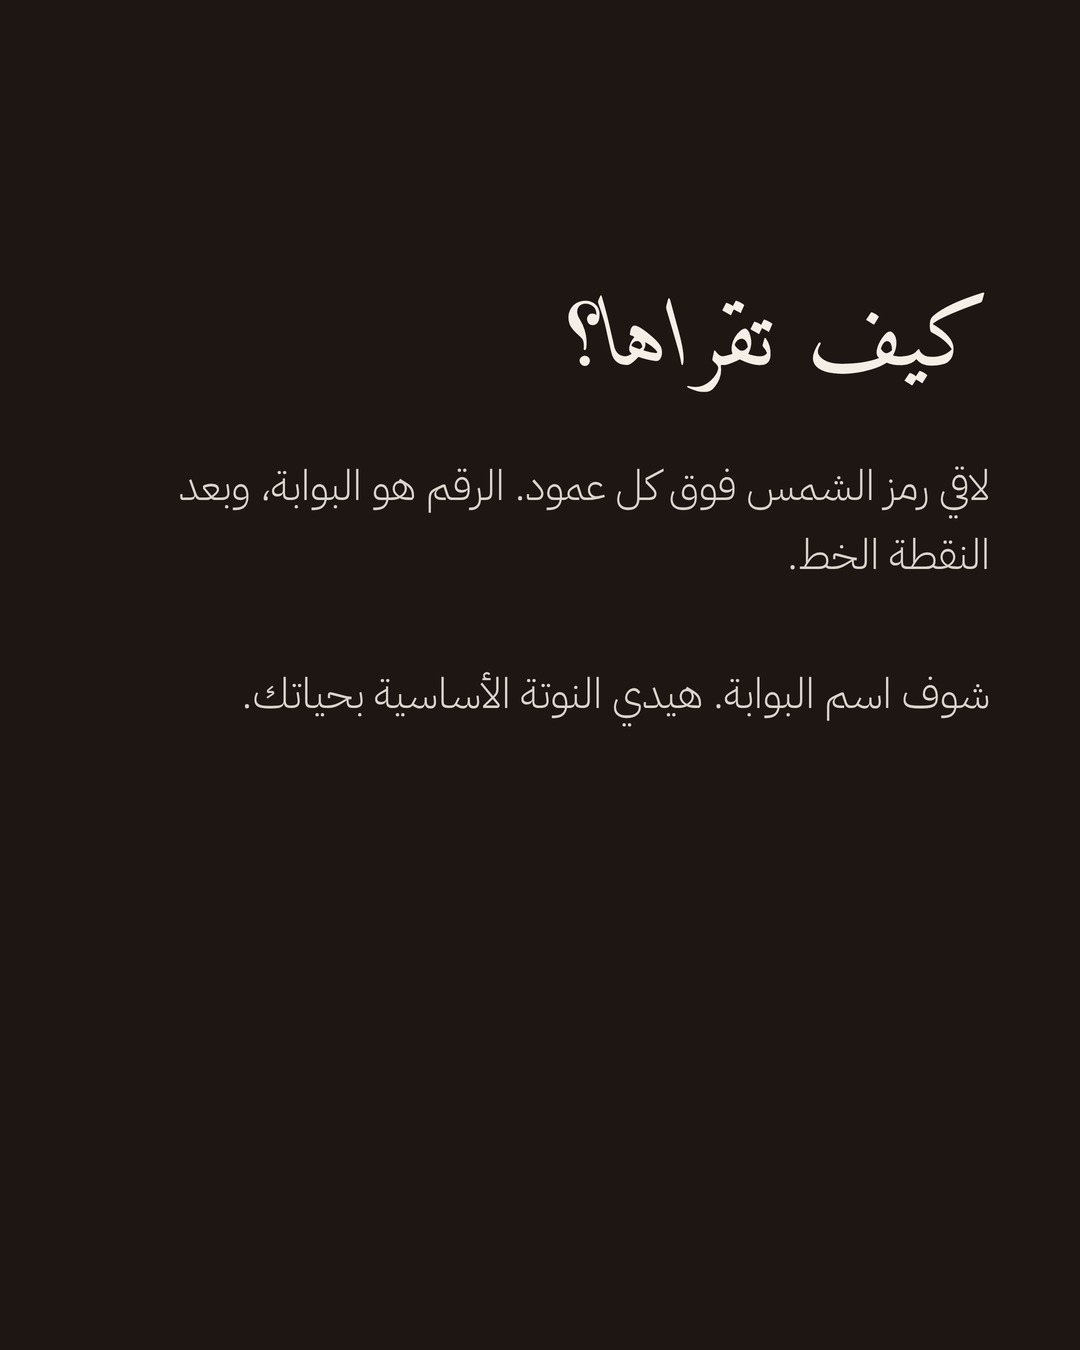 كيف تقراها؟
لاقي رمز الشمس فوق كل عمود. الرقم هو البوابة، وبعد
النقطة الخط.
شوف اسم البوابة. هيدي النوتة الأساسية بحياتك.